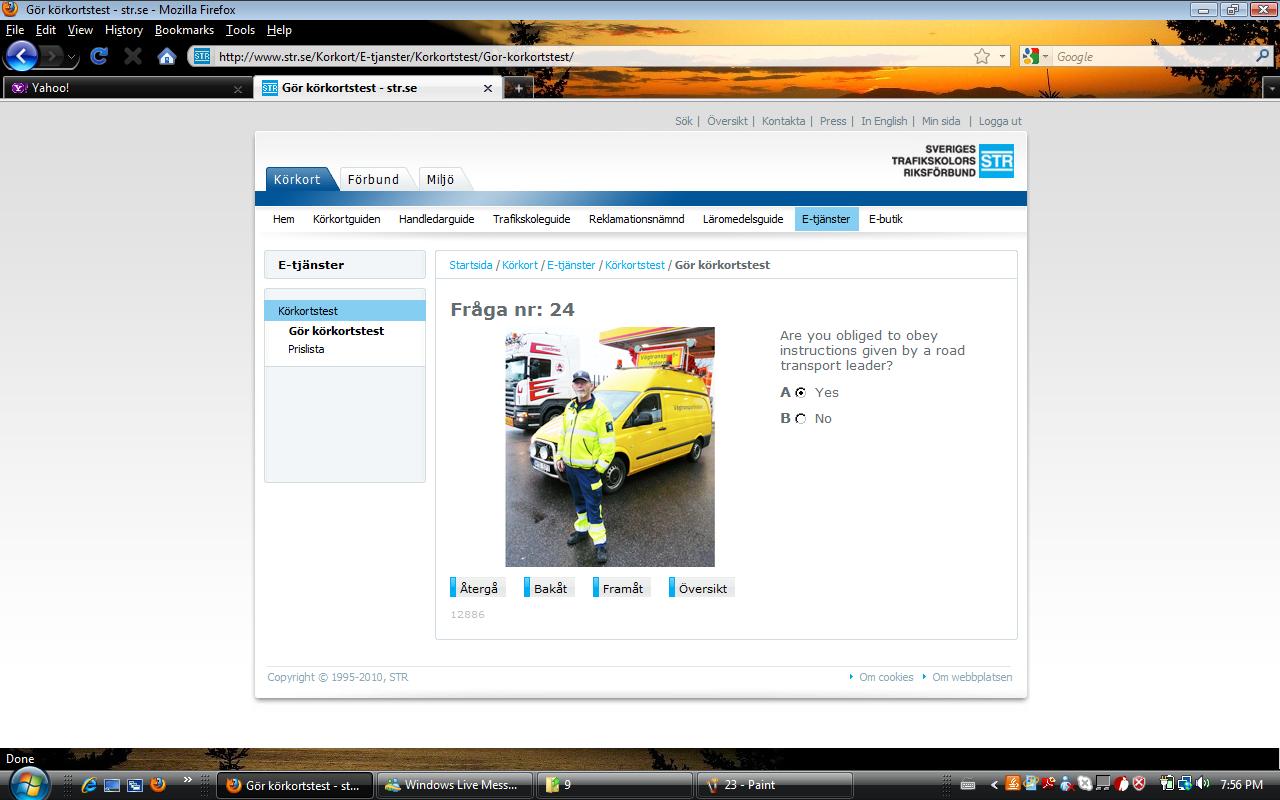 Gör körkortstest - str.se - Mozilla Firefox
File Edit View History Bookmarks Tools Help
STR http://www.str.se/Korkort/E-tjanster/Korkortstest/Gor-korkortstest/ Google
Yahoo! STR Gör körkortstest - str.se
Sök | Översikt | Kontakta | Press | In English | Min sida | Logga ut
SVERIGES
TRAFIKSKOLORS
RIKSFÖRBUND
STR
Körkort Förbund Miljö
Hem Körkortguiden Handledarguide Trafikskoleguide Reklamationsnämnd Läromedelsguide E-tjänster E-butik
E-tjänster
Körkortstest
Gör körkortstest
Prislista
Startsida / Körkort / E-tjänster / Körkortstest / Gör körkortstest
Fråga nr: 24
Vägtransport-
ledare
Are you obliged to obey
instructions given by a road
transport leader?
A Yes
B No
Återgå Bakåt Framåt Översikt
12886
Copyright © 1995-2010, STR Om cookies Om webbplatsen
Done
Gör körkortstest - st... Windows Live Mess... 9 23 - Paint 7:56 PM